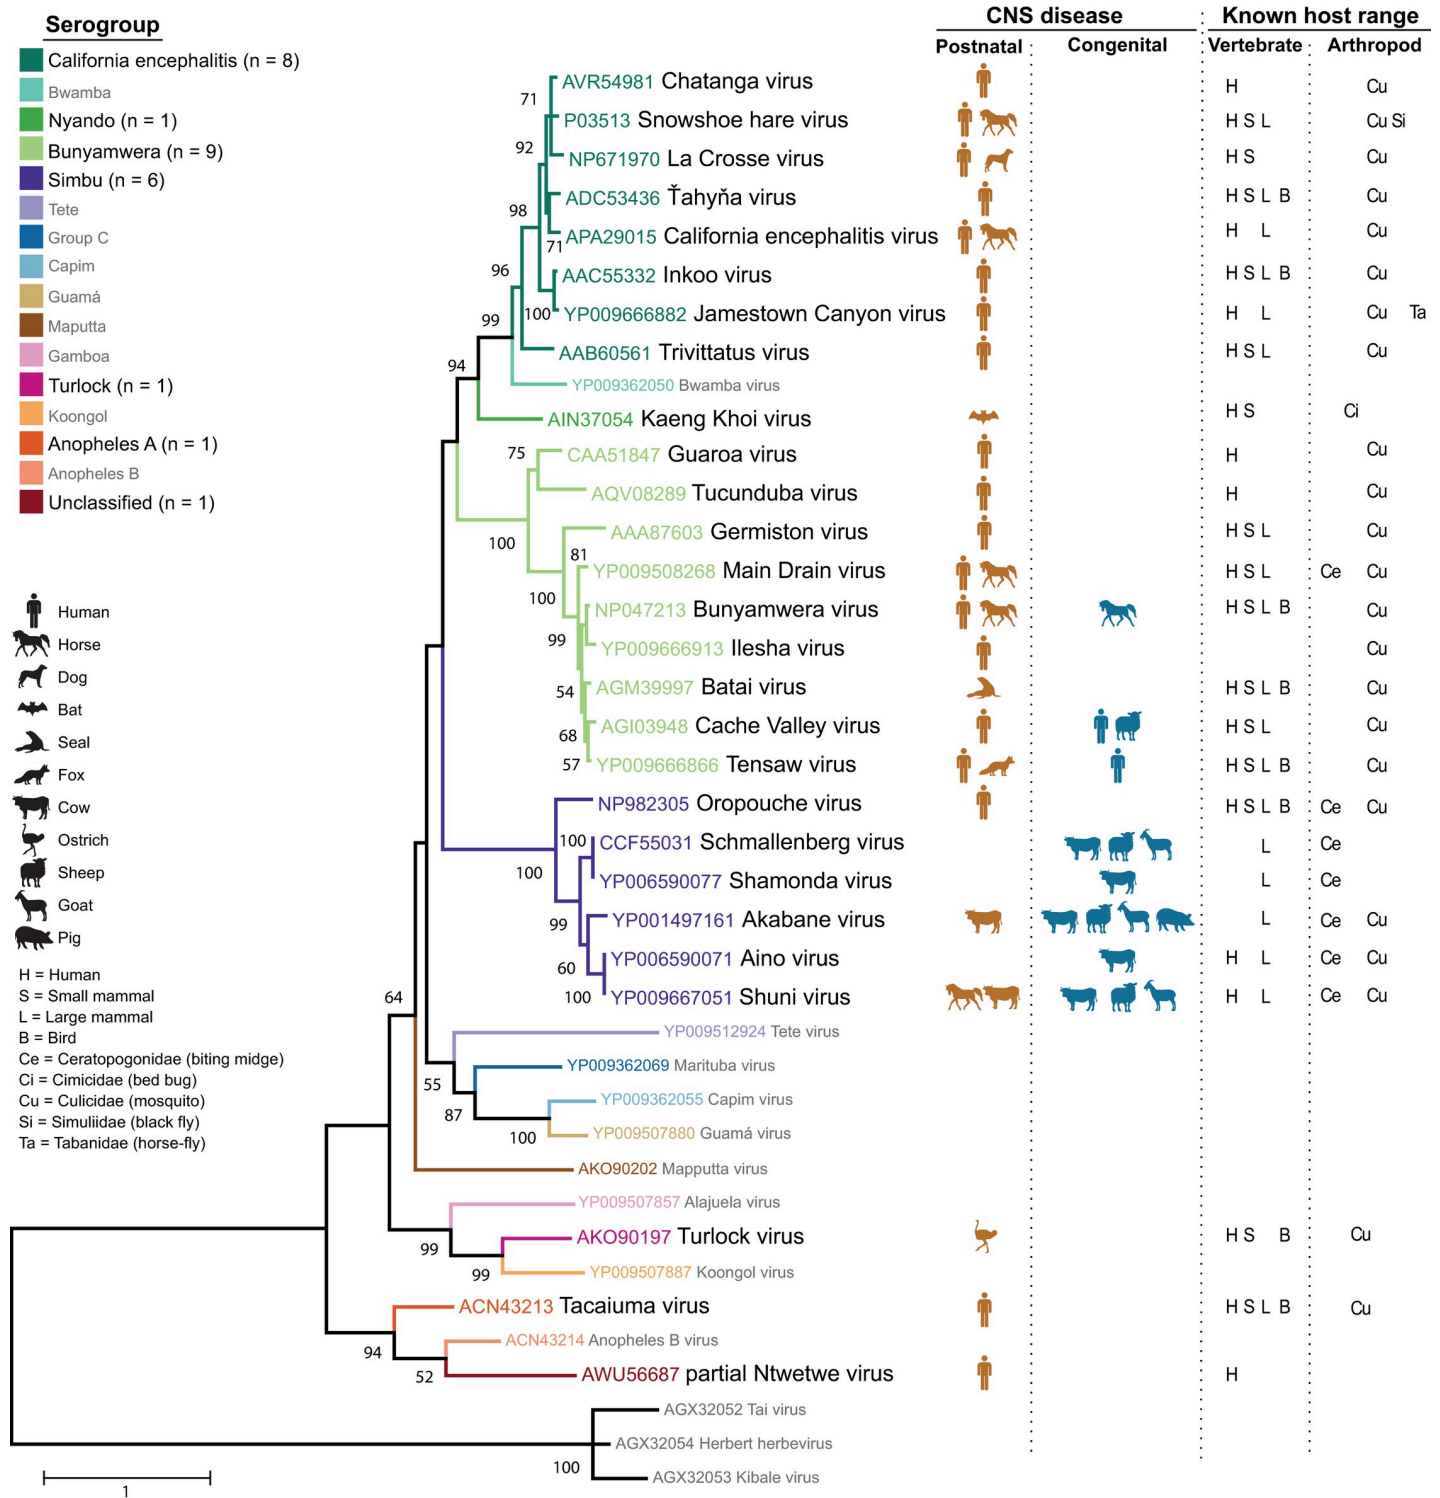 Serogroup
California encephalitis (n = 8)
Bwamba
Nyando (n = 1)
Bunyamwera (n = 9)
Simbu (n = 6)
Tete
Group C
Capim
Guamá
Maputta
Gamboa
Turlock (n = 1)
Koongol
Anopheles A (n = 1)
Anopheles B
Unclassified (n = 1)
Human
Horse
Dog
Bat
Seal
Fox
Cow
Ostrich
Sheep
Goat
Pig
H = Human
S = Small mammal
L = Large mammal
B = Bird
Ce = Ceratopogonidae (biting midge)
Ci = Cimicidae (bed bug)
Cu = Culicidae (mosquito)
Si = Simuliidae (black fly)
Ta = Tabanidae (horse-fly)
CNS disease Known host range
Postnatal Congenital Vertebrate Arthropod
AVR54981 Chatanga virus H Cu
71
P03513 Snowshoe hare virus H S L Cu Si
92
NP671970 La Crosse virus H S Cu
ADC53436 Ťahyňa virus H S L B Cu
98
APA29015 California encephalitis virus H L Cu
71
96
AAC55332 Inkoo virus H S L B Cu
100
YP009666882 Jamestown Canyon virus H L Cu Ta
99
AAB60561 Trivittatus virus H S L Cu
94
YP009362050 Bwamba virus
AIN37054 Kaeng Khoi virus H S Ci
75
CAA51847 Guaroa virus H Cu
AQV08289 Tucunduba virus H Cu
AAA87603 Germiston virus H S L Cu
100
81
YP009508268 Main Drain virus H S L Ce Cu
100
NP047213 Bunyamwera virus H S L B Cu
99
YP009666913 Ilesha virus Cu
54
AGM39997 Batai virus H S L B Cu
AGI03948 Cache Valley virus H S L Cu
68
57
YP009666866 Tensaw virus H S L B Cu
NP982305 Oropouche virus H S L B Ce Cu
100
CCF55031 Schmallenberg virus L Ce
100
YP006590077 Shamonda virus L Ce
99
YP001497161 Akabane virus L Ce Cu
60
YP006590071 Aino virus H L Ce Cu
100
YP009667051 Shuni virus H L Ce Cu
64
YP009512924 Tete virus
YP009362069 Marituba virus
55
YP009362055 Capim virus
87
100
YP009507880 Guamá virus
AKO90202 Mapputta virus
YP009507857 Alajuela virus
AKO90197 Turlock virus H S B Cu
99
99
YP009507887 Koongol virus
ACN43213 Tacaiuma virus H S L B Cu
ACN43214 Anopheles B virus
94
52
AWU56687 partial Ntwetwe virus H
AGX32052 Tai virus
AGX32054 Herbert herbevirus
100
AGX32053 Kibale virus
1